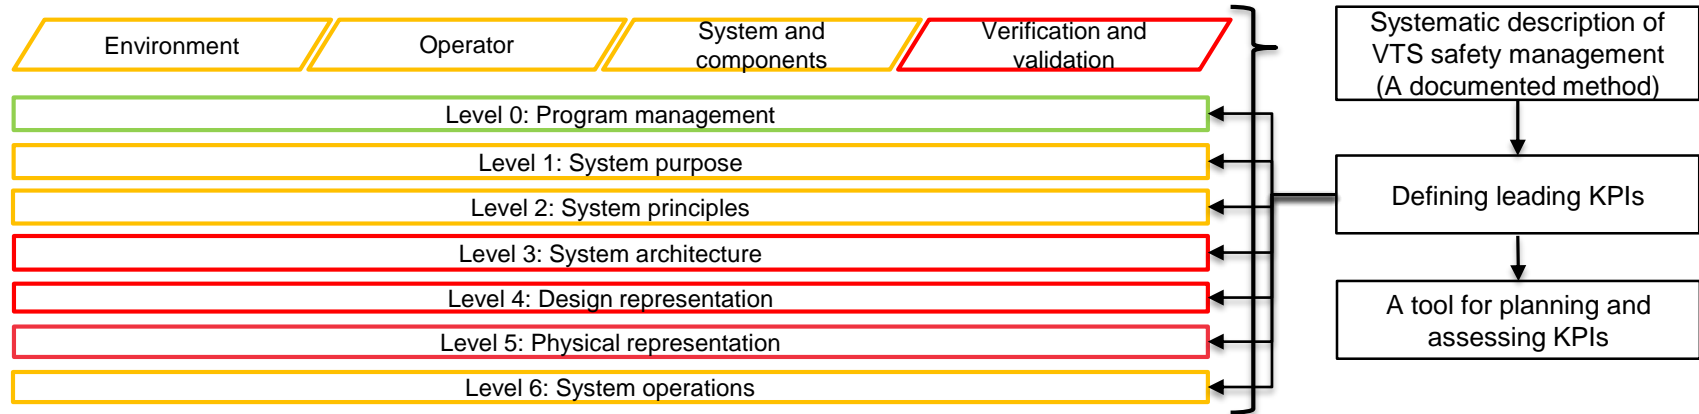 Environment
Operator
System and
components
Verification and
validation
Level 0: Program management
Level 1: System purpose
Level 2: System principles
Level 3: System architecture
Level 4: Design representation
Level 5: Physical representation
Level 6: System operations
Systematic description of
VTS safety management
(A documented method)
Defining leading KPIs
A tool for planning and
assessing KPIs